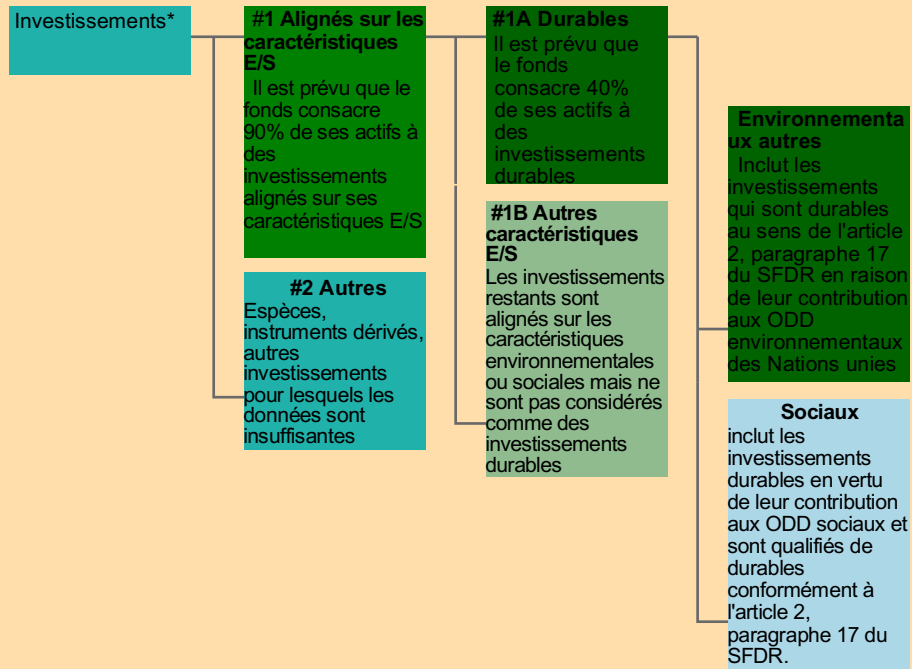 Investissements*
#1 Alignés sur les
caractéristiques
E/S
Il est prévu que le
fonds consacre
90% de ses actifs à
des
investissements
alignés sur ses
caractéristiques E/S
#2 Autres
Espèces,
instruments dérivés,
autres
investissements
pour lesquels les
données sont
insuffisantes
#1A Durables
Il est prévu que
le fonds
consacre 40%
de ses actifs à
des
investissements
durables
#1B Autres
caractéristiques
E/S
Les investissements
restants sont
alignés sur les
caractéristiques
environnementales
ou sociales mais ne
sont pas considérés
comme des
investissements
durables
Environnementa
ux autres
Inclut les
investissements
qui sont durables
au sens de l'article
2, paragraphe 17
du SFDR en raison
de leur contribution
aux ODD
environnementaux
des Nations unies
Sociaux
inclut les
investissements
durables en vertu
de leur contribution
aux ODD sociaux et
sont qualifiés de
durables
conformément à
l'article 2,
paragraphe 17 du
SFDR.